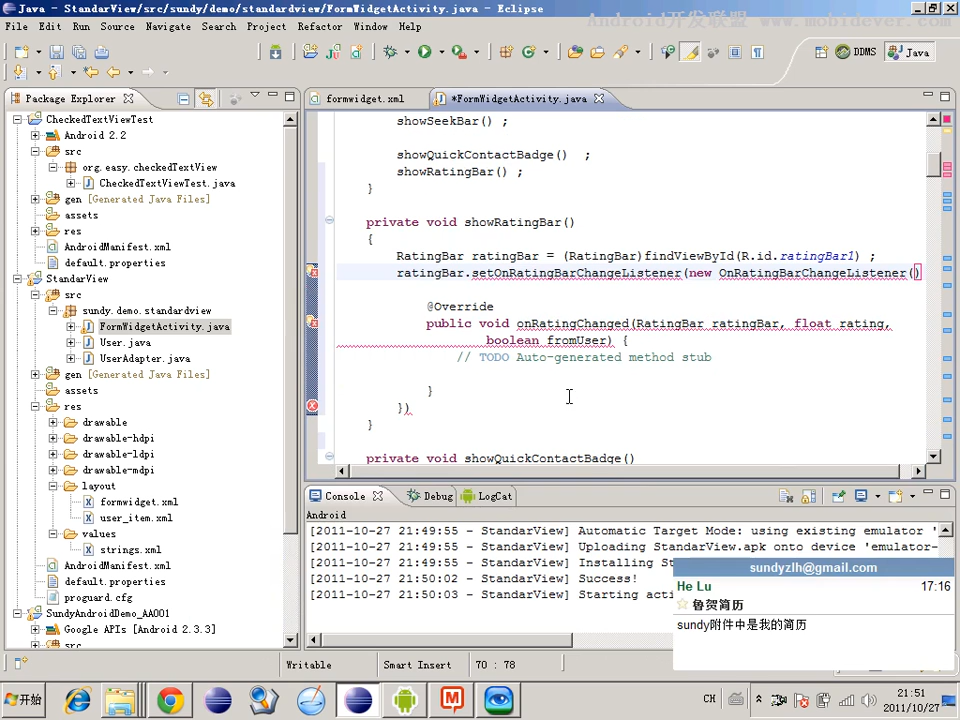 Java - StandarView/src/sundy/demo/standardview/FormWidgetActivity.java - Eclipse
Android开发联盟 www.mobidever.com
File Edit Run Source Navigate Search Project Refactor Window Help
DDMS Java
Package Explorer
formwidget.xml *FormWidgetActivity.java
CheckedTextViewTest
Android 2.2
src
org.easy.checkedTextView
CheckedTextViewTest.java
gen [Generated Java Files]
assets
res
AndroidManifest.xml
default.properties
StandarView
src
sundy.demo.standardview
FormWidgetActivity.java
User.java
UserAdapter.java
gen [Generated Java Files]
assets
res
drawable
drawable-hdpi
drawable-ldpi
drawable-mdpi
layout
formwidget.xml
user_item.xml
values
strings.xml
AndroidManifest.xml
default.properties
proguard.cfg
SundyAndroidDemo_AA001
Google APIs [Android 2.3.3]
src
showSeekBar() ;
showQuickContactBadge() ;
showRatingBar() ;
}
private void showRatingBar()
{
RatingBar ratingBar = (RatingBar)findViewById(R.id.ratingBar1) ;
ratingBar.setOnRatingBarChangeListener(new OnRatingBarChangeListener()
@Override
public void onRatingChanged(RatingBar ratingBar, float rating,
boolean fromUser) {
// TODO Auto-generated method stub
}
})
}
private void showQuickContactBadge()
Console Debug LogCat
Android
[2011-10-27 21:49:55 - StandarView] Automatic Target Mode: using existing emulator '
[2011-10-27 21:49:55 - StandarView] Uploading StandarView.apk onto device 'emulator-
[2011-10-27 21:49:55 - StandarView] Installing St
[2011-10-27 21:50:02 - StandarView] Success!
[2011-10-27 21:50:03 - StandarView] Starting acti
sundyzlh@gmail.com
He Lu 17:16
鲁贺简历
sundy附件中是我的简历
Writable Smart Insert 70 : 78
开始
CH
21:51
2011/10/27